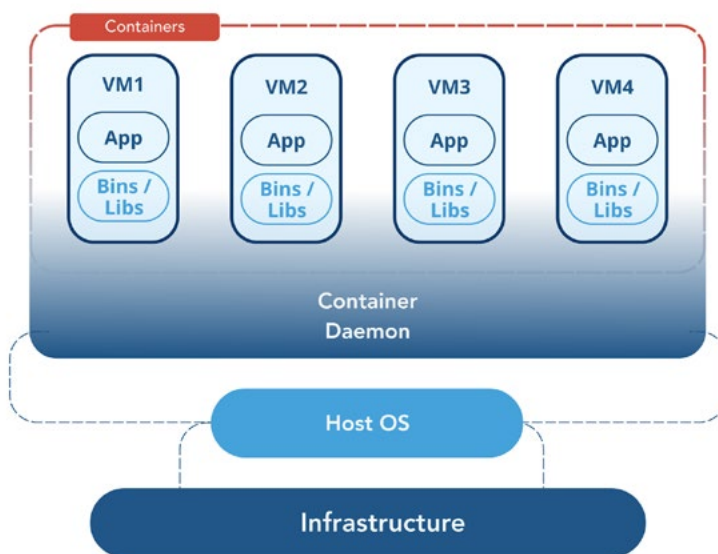 Containers
VM1
App
Bins /
Libs
VM2
App
Bins /
Libs
VM3
App
Bins /
Libs
VM4
App
Bins /
Libs
Container
Daemon
Host OS
Infrastructure